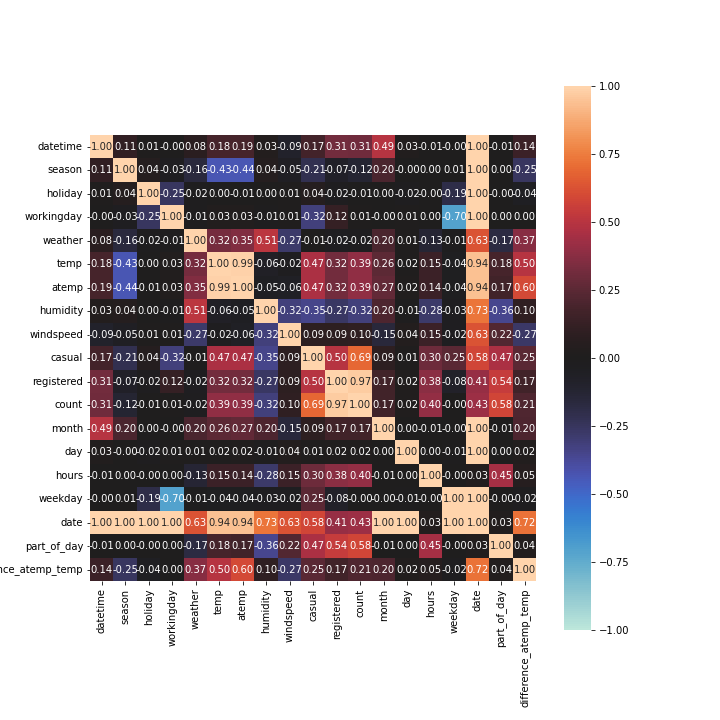 1.00
0.75
0.50
0.25
0.00
−0.25
−0.50
−0.75
−1.00
datetime 1.00 0.11 0.01 -0.00 0.08 0.18 0.19 0.03 -0.09 0.17 0.31 0.31 0.49 0.03 -0.01 -0.00 1.00 -0.01 0.14
season 0.11 1.00 0.04 -0.03 -0.16 -0.43 -0.44 0.04 -0.05 -0.21 -0.07 -0.12 0.20 -0.00 0.00 0.01 1.00 0.00 -0.25
holiday 0.01 0.04 1.00 -0.25 -0.02 0.00 -0.01 0.00 0.01 0.04 -0.02 -0.01 0.00 -0.02 -0.00 -0.19 1.00 -0.00 -0.04
workingday -0.00 -0.03 -0.25 1.00 -0.01 0.03 0.03 -0.01 0.01 -0.32 0.12 0.01 -0.00 0.01 0.00 -0.70 1.00 0.00 0.00
weather 0.08 -0.16 -0.02 -0.01 1.00 0.32 0.35 0.51 -0.27 -0.01 -0.02 -0.02 0.20 0.01 -0.13 -0.01 0.63 -0.17 0.37
temp 0.18 -0.43 0.00 0.03 0.32 1.00 0.99 -0.06 -0.02 0.47 0.32 0.39 0.26 0.02 0.15 -0.04 0.94 0.18 0.50
atemp 0.19 -0.44 -0.01 0.03 0.35 0.99 1.00 -0.05 -0.06 0.47 0.32 0.39 0.27 0.02 0.14 -0.04 0.94 0.17 0.60
humidity 0.03 0.04 0.00 -0.01 0.51 -0.06 -0.05 1.00 -0.32 -0.35 -0.27 -0.32 0.20 -0.01 -0.28 -0.03 0.73 -0.36 0.10
windspeed -0.09 -0.05 0.01 0.01 -0.27 -0.02 -0.06 -0.32 1.00 0.09 0.09 0.10 -0.15 0.04 0.15 -0.02 0.63 0.22 -0.27
casual 0.17 -0.21 0.04 -0.32 -0.01 0.47 0.47 -0.35 0.09 1.00 0.50 0.69 0.09 0.01 0.30 0.25 0.58 0.47 0.25
registered 0.31 -0.07 -0.02 0.12 -0.02 0.32 0.32 -0.27 0.09 0.50 1.00 0.97 0.17 0.02 0.38 -0.08 0.41 0.54 0.17
count 0.31 -0.12 -0.01 0.01 -0.02 0.39 0.39 -0.32 0.10 0.69 0.97 1.00 0.17 0.02 0.40 -0.00 0.43 0.58 0.21
month 0.49 0.20 0.00 -0.00 0.20 0.26 0.27 0.20 -0.15 0.09 0.17 0.17 1.00 0.00 -0.01 -0.00 1.00 -0.01 0.20
day 0.03 -0.00 -0.02 0.01 0.01 0.02 0.02 -0.01 0.04 0.01 0.02 0.02 0.00 1.00 0.00 -0.01 1.00 0.00 0.02
hours -0.01 0.00 -0.00 0.00 -0.13 0.15 0.14 -0.28 0.15 0.30 0.38 0.40 -0.01 0.00 1.00 -0.00 0.03 0.45 0.05
weekday -0.00 0.01 -0.19 -0.70 -0.01 -0.04 -0.04 -0.03 -0.02 0.25 -0.08 -0.00 -0.00 -0.01 -0.00 1.00 1.00 -0.00 -0.02
date 1.00 1.00 1.00 1.00 0.63 0.94 0.94 0.73 0.63 0.58 0.41 0.43 1.00 1.00 0.03 1.00 1.00 0.03 0.72
part_of_day -0.01 0.00 -0.00 0.00 -0.17 0.18 0.17 -0.36 0.22 0.47 0.54 0.58 -0.01 0.00 0.45 -0.00 0.03 1.00 0.04
nce_atemp_temp 0.14 -0.25 -0.04 0.00 0.37 0.50 0.60 0.10 -0.27 0.25 0.17 0.21 0.20 0.02 0.05 -0.02 0.72 0.04 1.00
datetime
season
holiday
workingday
weather
temp
atemp
humidity
windspeed
casual
registered
count
month
day
hours
weekday
date
part_of_day
difference_atemp_temp